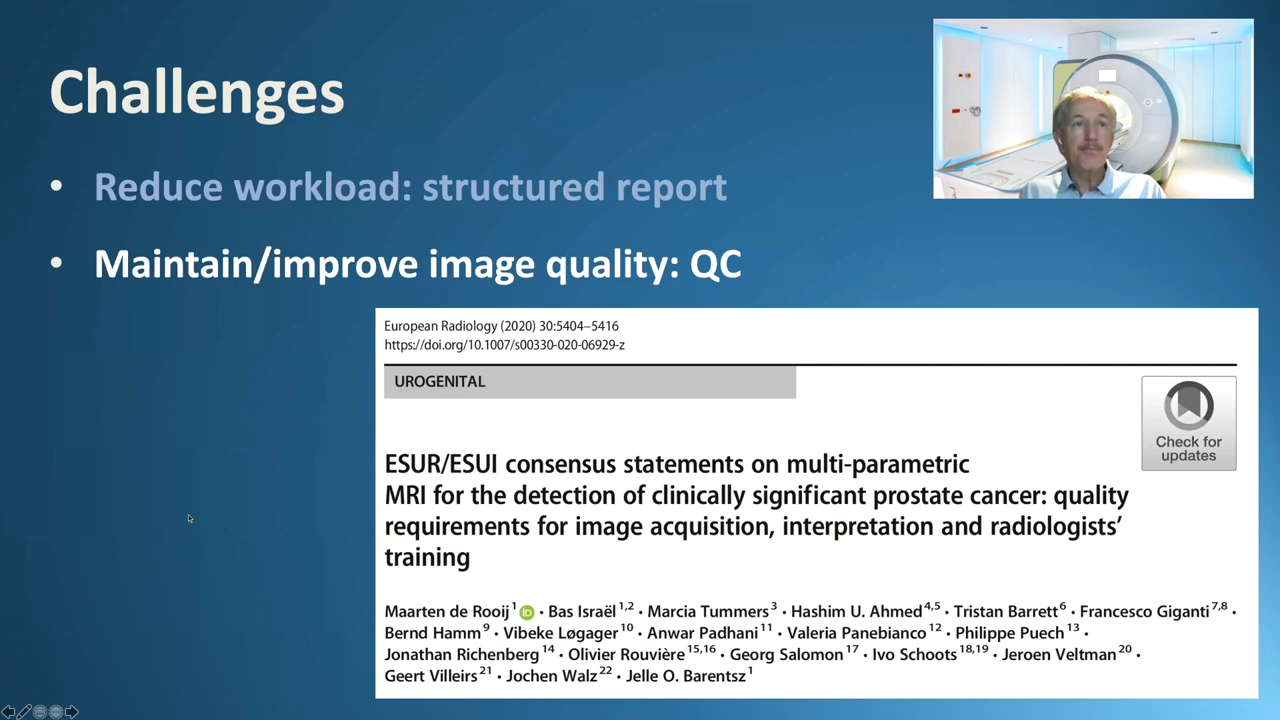 Challenges
• Reduce workload: structured report
• Maintain/improve image quality: QC
European Radiology (2020) 30:5404–5416
https://doi.org/10.1007/s00330-020-06929-z
UROGENITAL
Check for
updates
ESUR/ESUI consensus statements on multi-parametric
MRI for the detection of clinically significant prostate cancer: quality
requirements for image acquisition, interpretation and radiologists’
training
Maarten de Rooij 1 iD · Bas Israël 1,2 · Marcia Tummers 3 · Hashim U. Ahmed 4,5 · Tristan Barrett 6 · Francesco Giganti 7,8 ·
Bernd Hamm 9 · Vibeke Løgager 10 · Anwar Padhani 11 · Valeria Panebianco 12 · Philippe Puech 13 ·
Jonathan Richenberg 14 · Olivier Rouvière 15,16 · Georg Salomon 17 · Ivo Schoots 18,19 · Jeroen Veltman 20 ·
Geert Villeirs 21 · Jochen Walz 22 · Jelle O. Barentsz 1